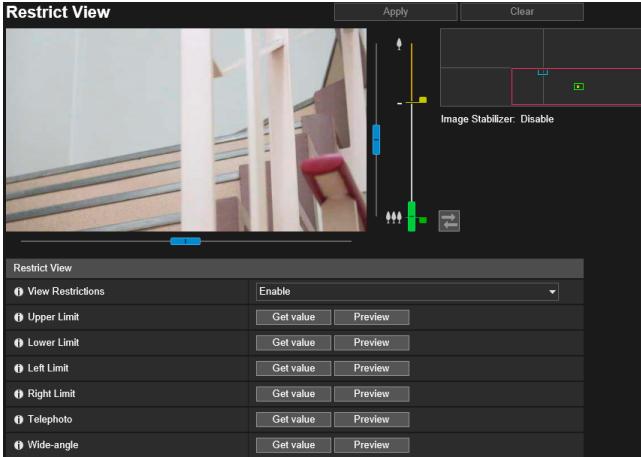 Restrict View
Apply
Clear
Image Stabilizer: Disable
Restrict View
View Restrictions
Enable
Upper Limit
Get value
Preview
Lower Limit
Get value
Preview
Left Limit
Get value
Preview
Right Limit
Get value
Preview
Telephoto
Get value
Preview
Wide-angle
Get value
Preview